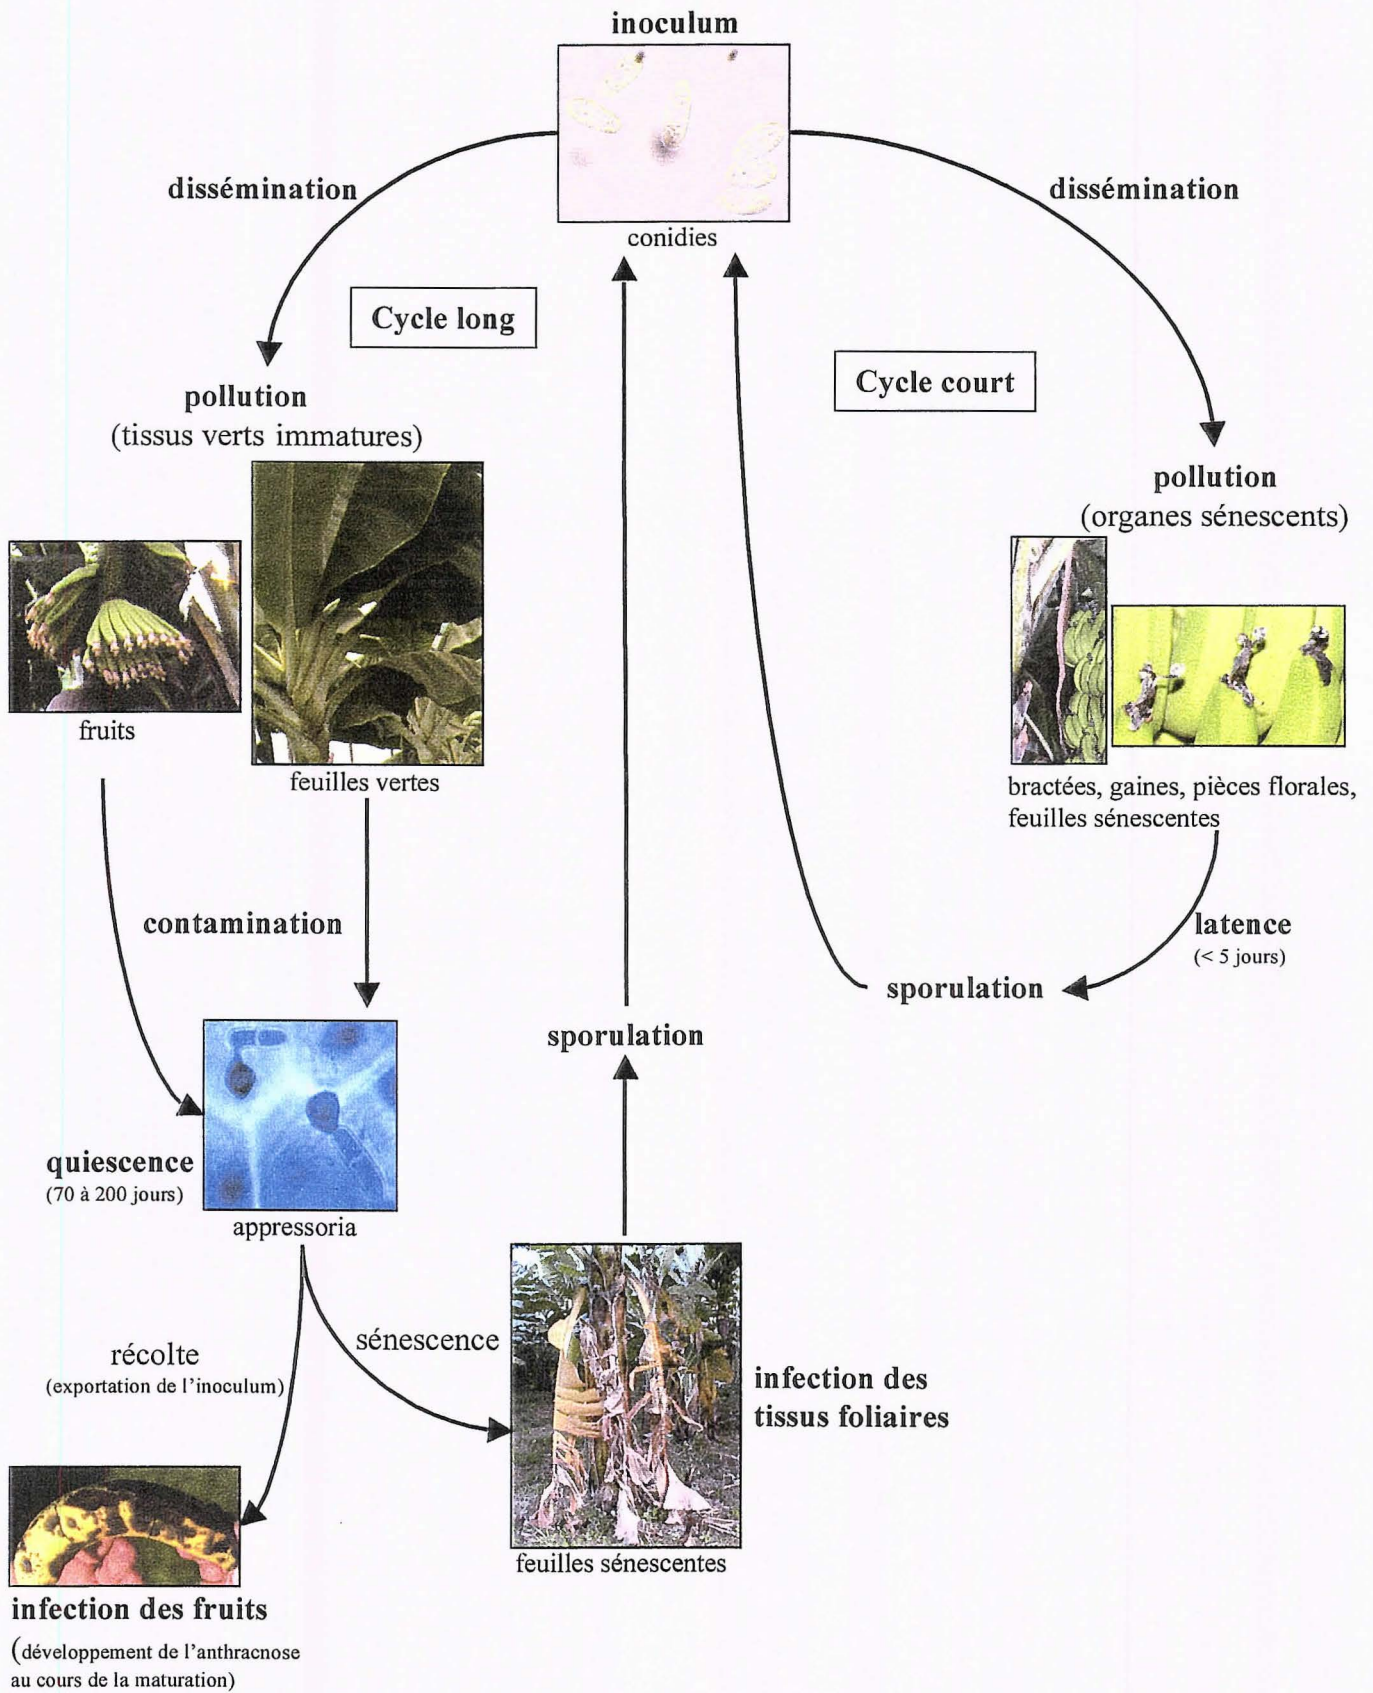 inoculum
conidies
dissémination
dissémination
Cycle long
Cycle court
pollution
(tissus verts immatures)
pollution
(organes sénescents)
fruits
feuilles vertes
bractées, gaines, pièces florales,
feuilles sénescentes
contamination
latence
(< 5 jours)
sporulation
sporulation
quiescence
(70 à 200 jours)
appressoria
récolte
(exportation de l'inoculum)
sénescence
infection des
tissus foliaires
feuilles sénescentes
infection des fruits
(développement de l'anthracnose
au cours de la maturation)